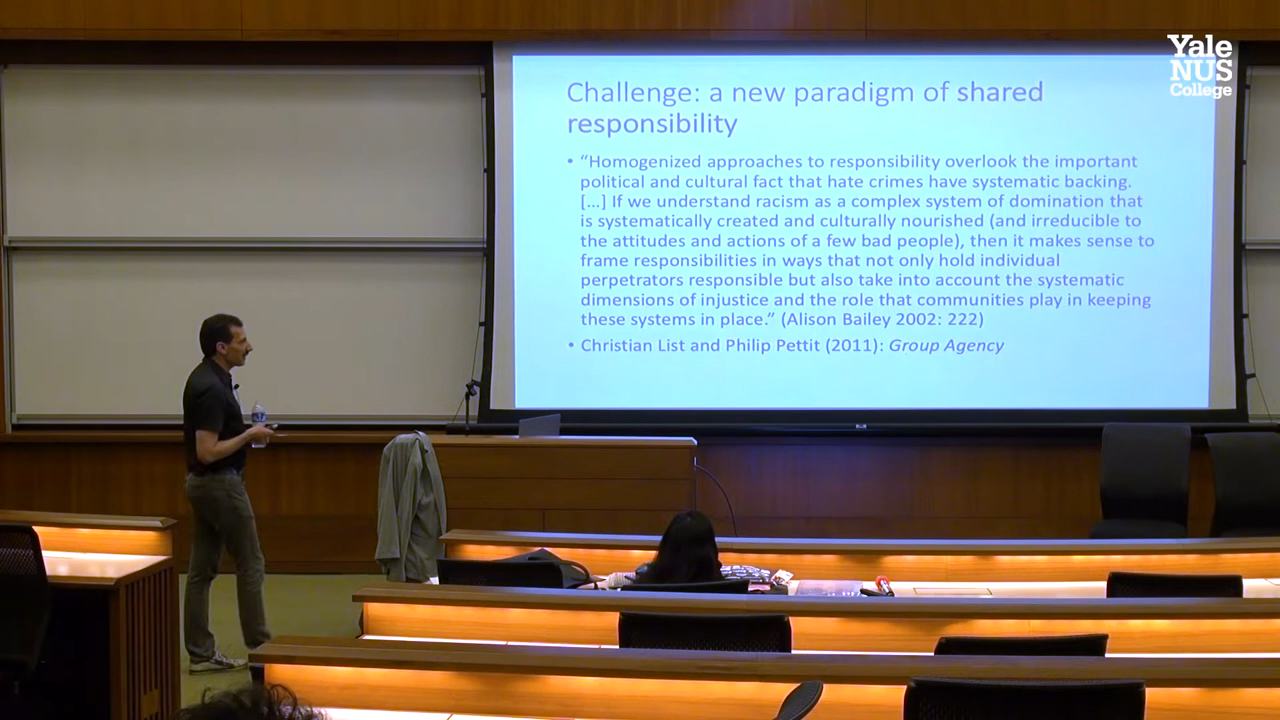 Yale
NUS
College
Challenge: a new paradigm of shared
responsibility
• “Homogenized approaches to responsibility overlook the important
political and cultural fact that hate crimes have systematic backing.
[…] If we understand racism as a complex system of domination that
is systematically created and culturally nourished (and irreducible to
the attitudes and actions of a few bad people), then it makes sense to
frame responsibilities in ways that not only hold individual
perpetrators responsible but also take into account the systematic
dimensions of injustice and the role that communities play in keeping
these systems in place.” (Alison Bailey 2002: 222)
• Christian List and Philip Pettit (2011): Group Agency